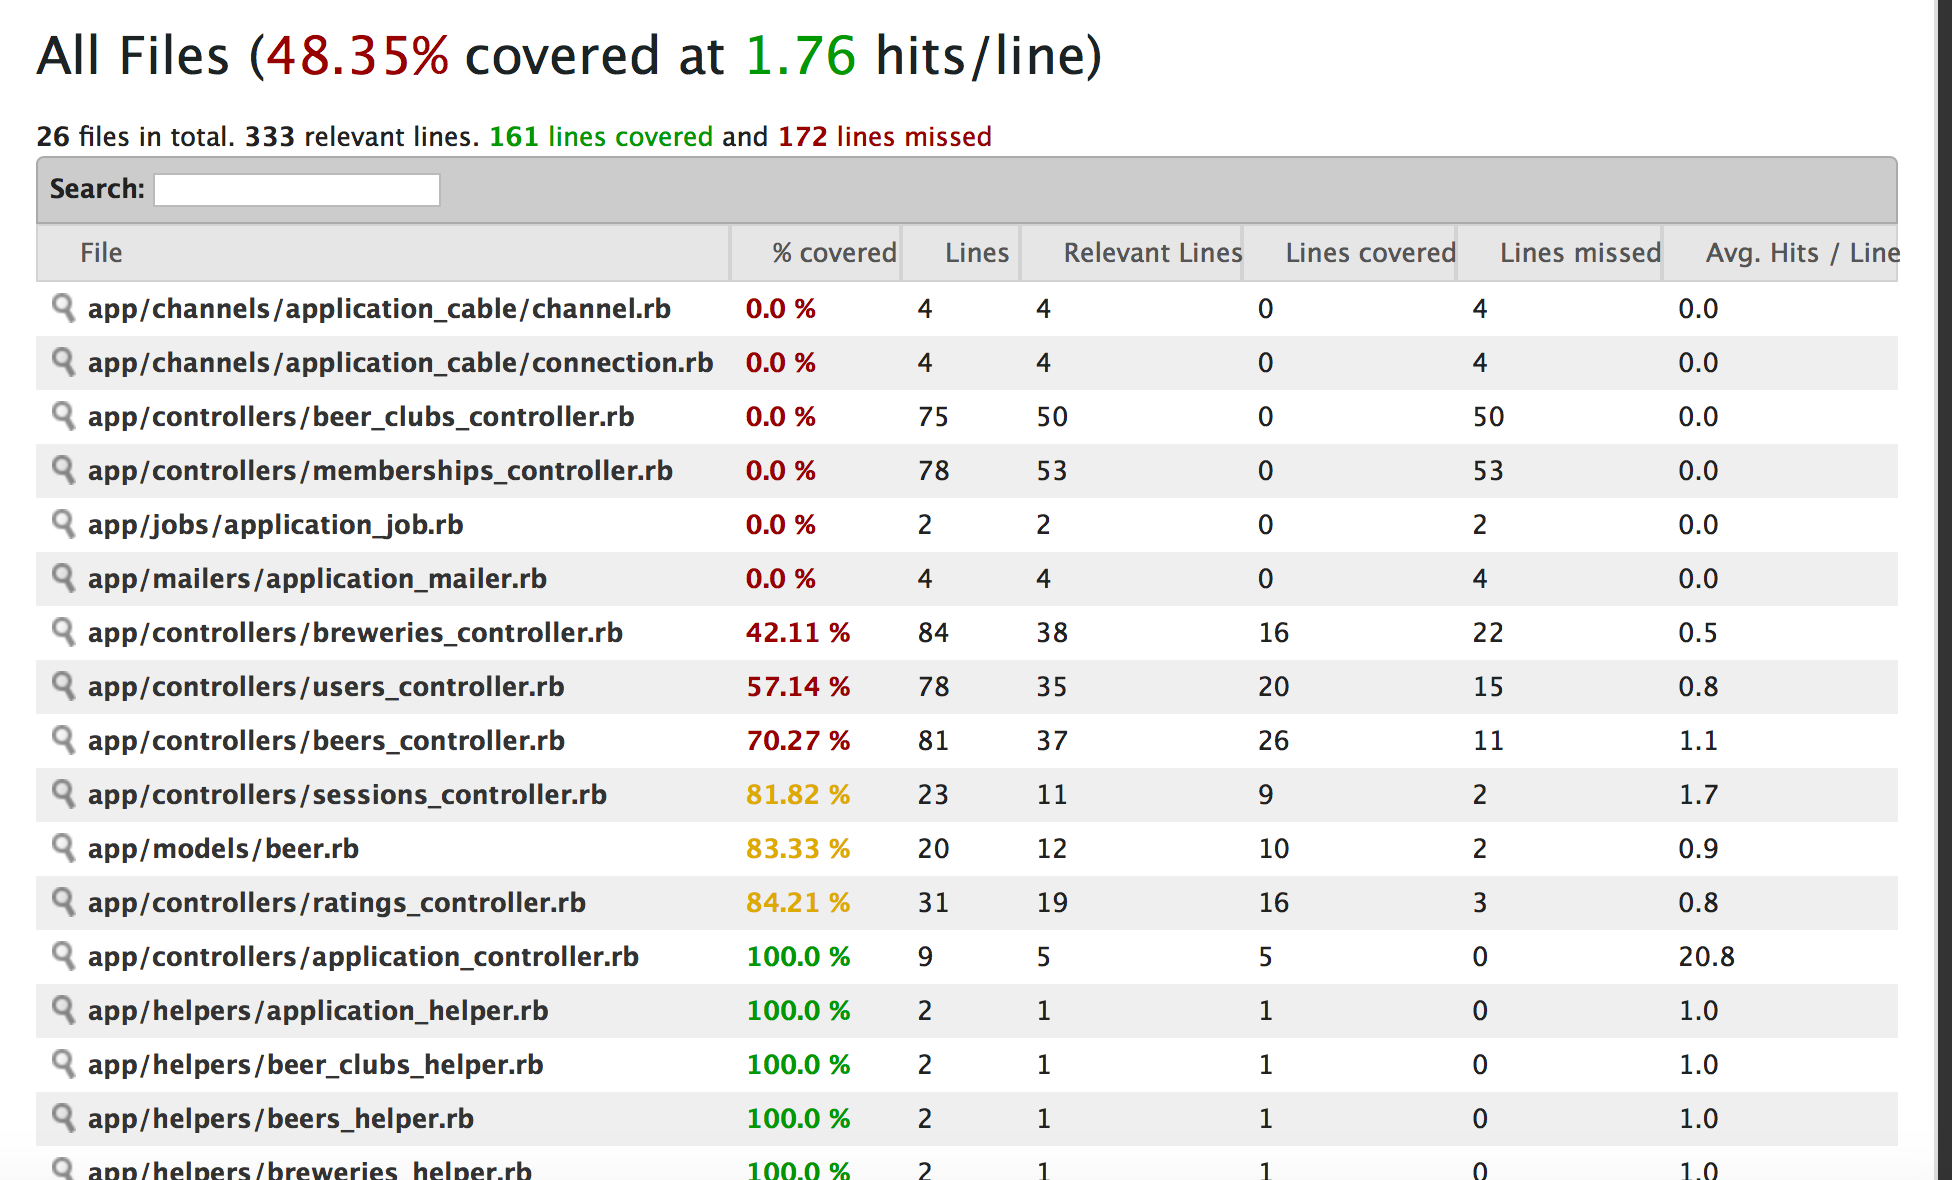 All Files (48.35% covered at 1.76 hits/line)
26 files in total. 333 relevant lines. 161 lines covered and 172 lines missed
Search:
File % covered Lines Relevant Lines Lines covered Lines missed Avg. Hits / Line
app/channels/application_cable/channel.rb 0.0 % 4 4 0 4 0.0
app/channels/application_cable/connection.rb 0.0 % 4 4 0 4 0.0
app/controllers/beer_clubs_controller.rb 0.0 % 75 50 0 50 0.0
app/controllers/memberships_controller.rb 0.0 % 78 53 0 53 0.0
app/jobs/application_job.rb 0.0 % 2 2 0 2 0.0
app/mailers/application_mailer.rb 0.0 % 4 4 0 4 0.0
app/controllers/breweries_controller.rb 42.11 % 84 38 16 22 0.5
app/controllers/users_controller.rb 57.14 % 78 35 20 15 0.8
app/controllers/beers_controller.rb 70.27 % 81 37 26 11 1.1
app/controllers/sessions_controller.rb 81.82 % 23 11 9 2 1.7
app/models/beer.rb 83.33 % 20 12 10 2 0.9
app/controllers/ratings_controller.rb 84.21 % 31 19 16 3 0.8
app/controllers/application_controller.rb 100.0 % 9 5 5 0 20.8
app/helpers/application_helper.rb 100.0 % 2 1 1 0 1.0
app/helpers/beer_clubs_helper.rb 100.0 % 2 1 1 0 1.0
app/helpers/beers_helper.rb 100.0 % 2 1 1 0 1.0
app/helpers/breweries_helper.rb 100.0 % 2 1 1 0 1.0